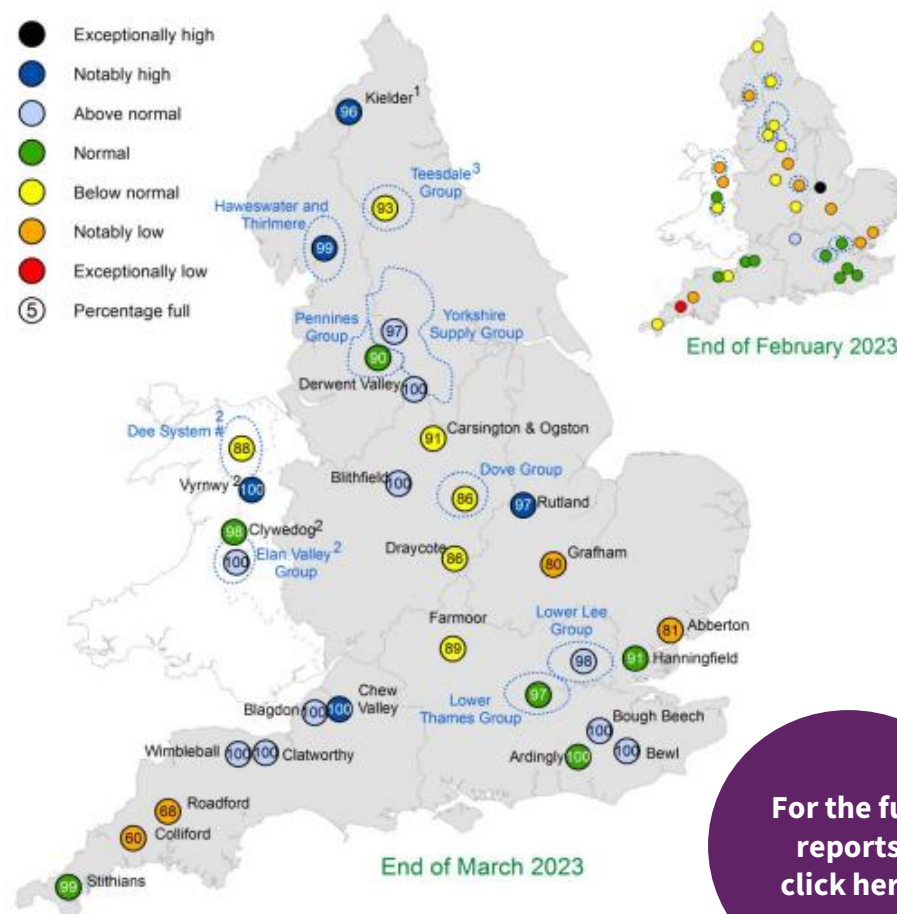 Exceptionally high
Notably high
Above normal
Normal
Below normal
Notably low
Exceptionally low
5 Percentage full
Kielder1
96
Teesdale3
Group
93
Haweswater and
Thirlmere
99
Pennines
Group
Yorkshire
Supply Group
97
90
Derwent Valley
100
End of February 2023
2
Dee System #
88
Carsington & Ogston
91
Vyrnwy 2
100
Blithfield
100
Dove Group
86
97
Rutland
98
Clywedog2
Elan Valley2
Group
100
Draycote
86
Grafham
80
Farmoor
89
Lower Lee
Group
98
81
Abberton
91
Hanningfield
Lower
Thames Group
97
Blagdon
100
100
Chew
Valley
Bough Beech
100
Wimbleball
100
100
Clatworthy
Ardingly
100
100
Bewl
68
Roadford
60
Colliford
99
Stithians
End of March 2023
For the fu
reports
click her